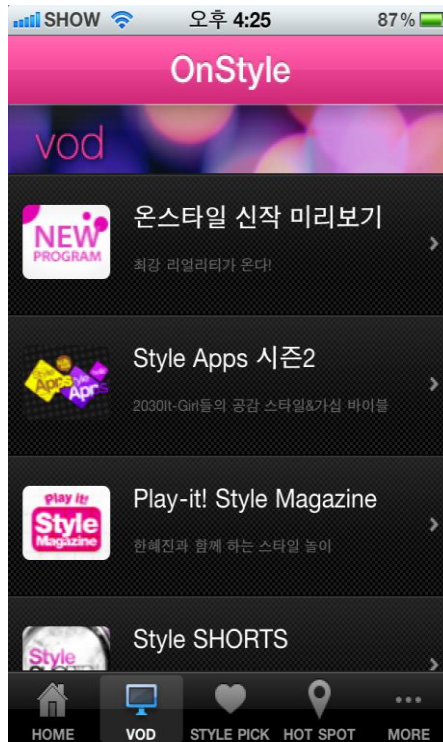 SHOW 오후 4:25 87%
OnStyle
vod
NEW
PROGRAM
온스타일 신작 미리보기
최강 리얼리티가 온다!
Style
Apps
Style
Apps
Style Apps 시즌2
2030It-Girl들의 공감 스타일&가십 바이블
Play it!
Style
Magazine
Play-it! Style Magazine
한혜진과 함께 하는 스타일 놀이
Style
Style SHORTS
HOME VOD STYLE PICK HOT SPOT MORE